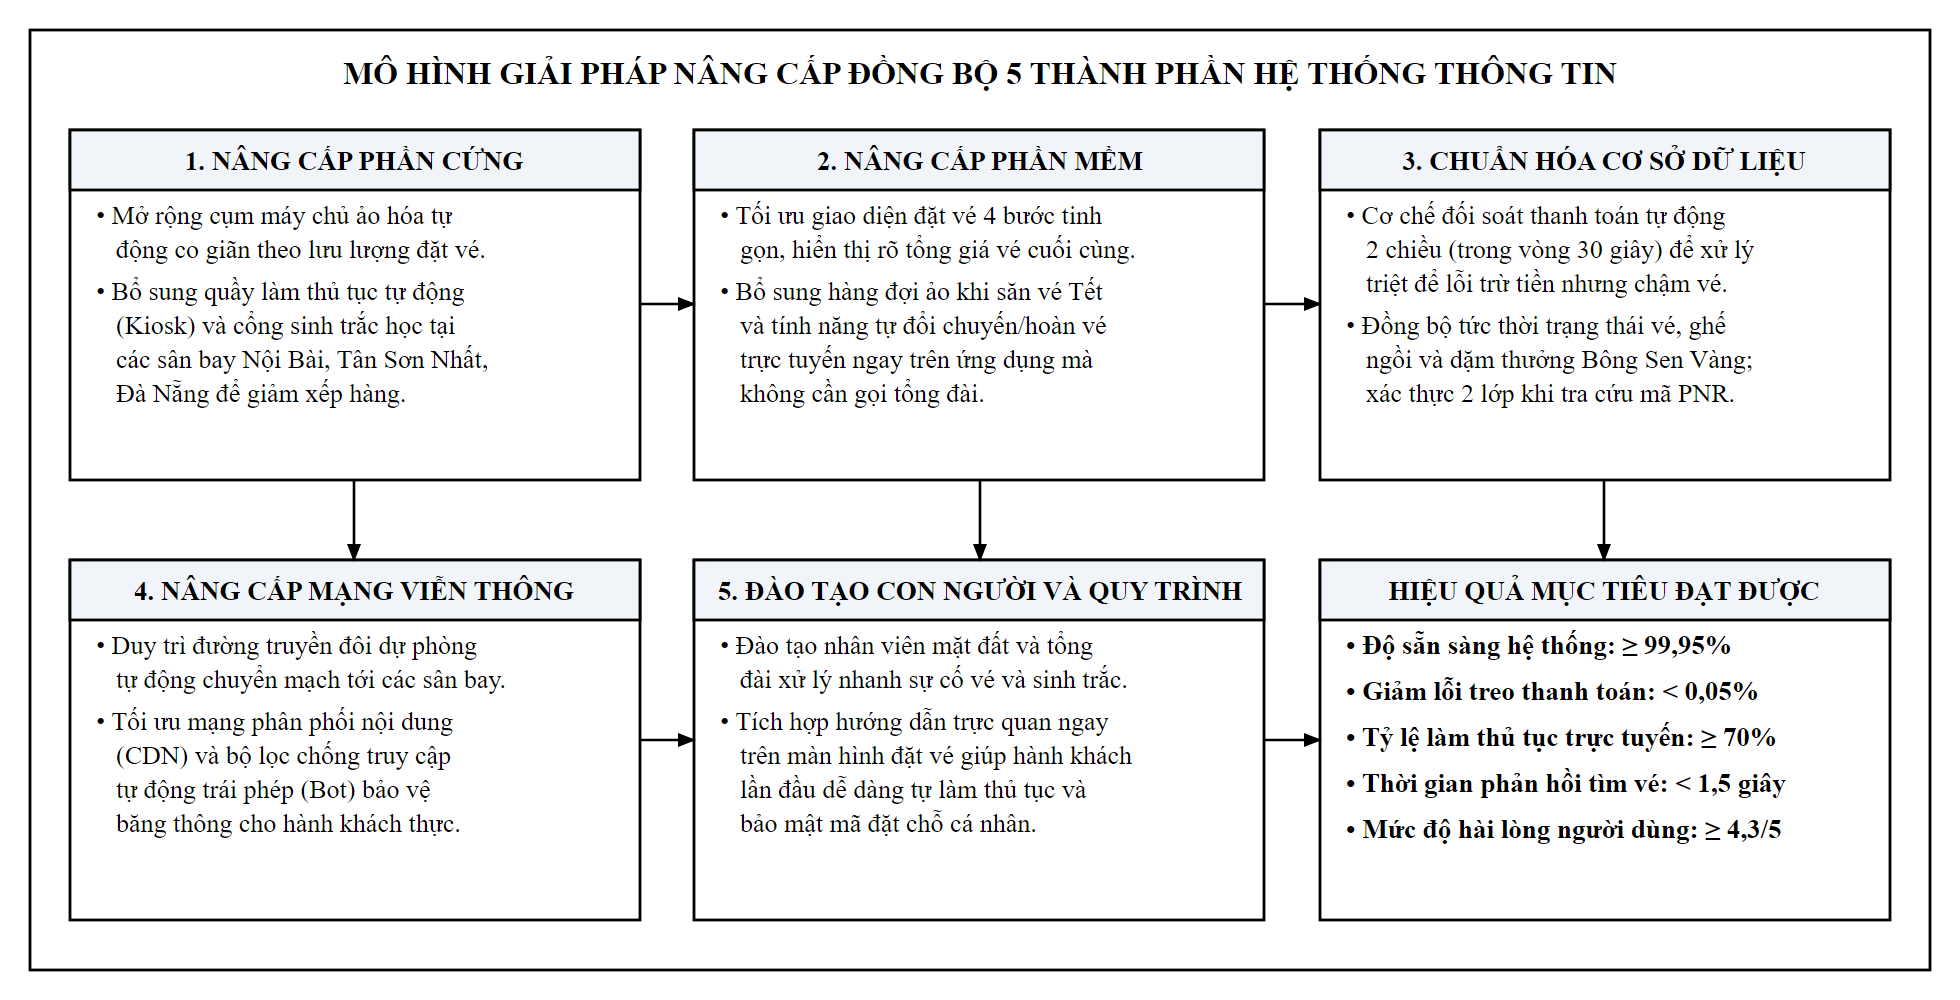 MÔ HÌNH GIẢI PHÁP NÂNG CẤP ĐỒNG BỘ 5 THÀNH PHẦN HỆ THỐNG THÔNG TIN
1. NÂNG CẤP PHẦN CỨNG
• Mở rộng cụm máy chủ ảo hóa tự
động co giãn theo lưu lượng đặt vé.
• Bổ sung quầy làm thủ tục tự động
(Kiosk) và cổng sinh trắc học tại
các sân bay Nội Bài, Tân Sơn Nhất,
Đà Nẵng để giảm xếp hàng.
2. NÂNG CẤP PHẦN MỀM
• Tối ưu giao diện đặt vé 4 bước tinh
gọn, hiển thị rõ tổng giá vé cuối cùng.
• Bổ sung hàng đợi ảo khi săn vé Tết
và tính năng tự đổi chuyến/hoàn vé
trực tuyến ngay trên ứng dụng mà
không cần gọi tổng đài.
3. CHUẨN HÓA CƠ SỞ DỮ LIỆU
• Cơ chế đối soát thanh toán tự động
2 chiều (trong vòng 30 giây) để xử lý
triệt để lỗi trừ tiền nhưng chậm vé.
• Đồng bộ tức thời trạng thái vé, ghế
ngồi và dặm thưởng Bông Sen Vàng;
xác thực 2 lớp khi tra cứu mã PNR.
4. NÂNG CẤP MẠNG VIỄN THÔNG
• Duy trì đường truyền đôi dự phòng
tự động chuyển mạch tới các sân bay.
• Tối ưu mạng phân phối nội dung
(CDN) và bộ lọc chống truy cập
tự động trái phép (Bot) bảo vệ
băng thông cho hành khách thực.
5. ĐÀO TẠO CON NGƯỜI VÀ QUY TRÌNH
• Đào tạo nhân viên mặt đất và tổng
đài xử lý nhanh sự cố vé và sinh trắc.
• Tích hợp hướng dẫn trực quan ngay
trên màn hình đặt vé giúp hành khách
lần đầu dễ dàng tự làm thủ tục và
bảo mật mã đặt chỗ cá nhân.
HIỆU QUẢ MỤC TIÊU ĐẠT ĐƯỢC
• Độ sẵn sàng hệ thống: ≥ 99,95%
• Giảm lỗi treo thanh toán: < 0,05%
• Tỷ lệ làm thủ tục trực tuyến: ≥ 70%
• Thời gian phản hồi tìm vé: < 1,5 giây
• Mức độ hài lòng người dùng: ≥ 4,3/5